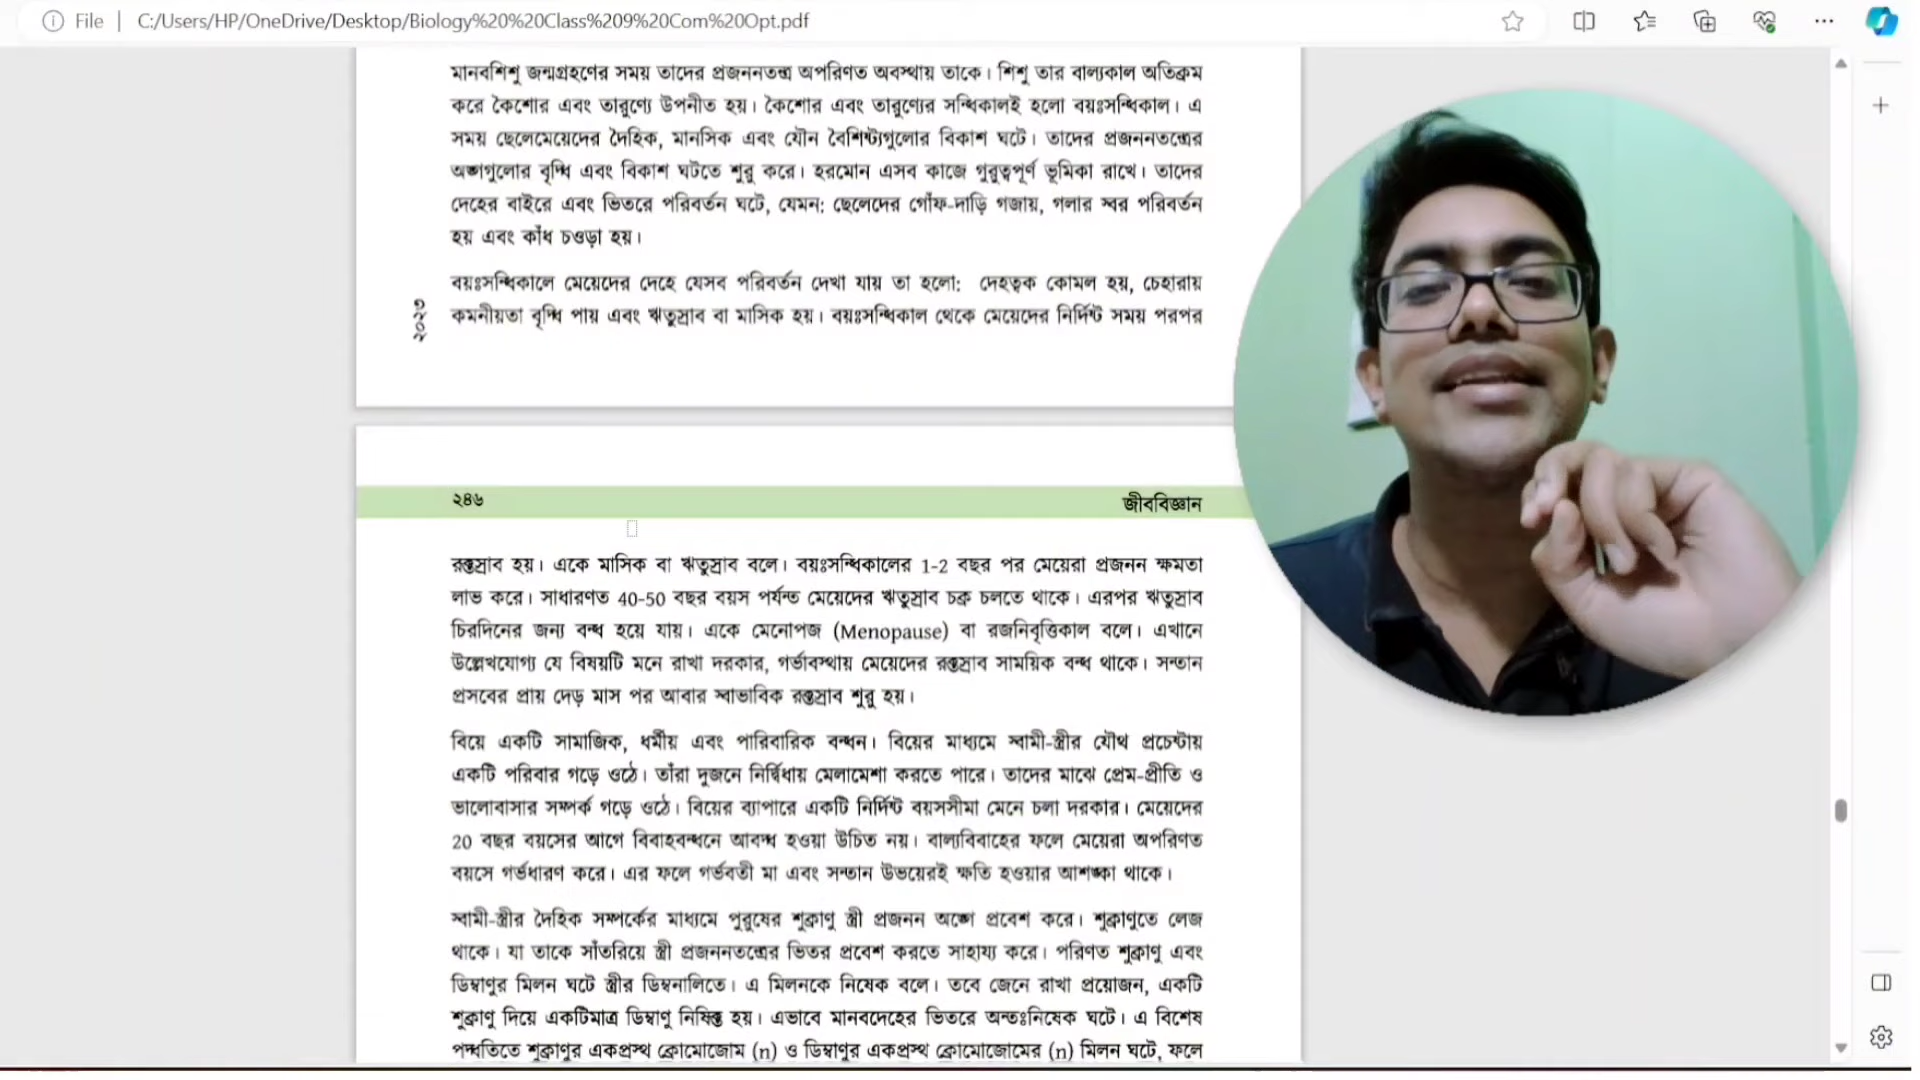 File
C:/Users/HP/OneDrive/Desktop/Biology%20%20Class%209%20Com%20Opt.pdf
মানবশিশু জন্মগ্রহণের সময় তাদের প্রজননতন্ত্র অপরিণত অবস্থায় তাকে। শিশু তার বাল্যকাল অতিক্রম
করে কৈশোর এবং তারুণ্যে উপনীত হয়। কৈশোর এবং তারুণ্যের সন্ধিকালই হলো বয়ঃসন্ধিকাল। এ
সময় ছেলেমেয়েদের দৈহিক, মানসিক এবং যৌন বৈশিষ্ট্যগুলোর বিকাশ ঘটে। তাদের প্রজননতন্ত্রের
অঙ্গগুলোর বৃদ্ধি এবং বিকাশ ঘটতে শুরু করে। হরমোন এসব কাজে গুরুত্বপূর্ণ ভূমিকা রাখে। তাদের
দেহের বাইরে এবং ভিতরে পরিবর্তন ঘটে, যেমন: ছেলেদের গোঁফ-দাড়ি গজায়, গলার স্বর পরিবর্তন
হয় এবং কাঁধ চওড়া হয়।
বয়ঃসন্ধিকালে মেয়েদের দেহে যেসব পরিবর্তন দেখা যায় তা হলো: দেহত্বক কোমল হয়, চেহারায়
কমনীয়তা বৃদ্ধি পায় এবং ঋতুস্রাব বা মাসিক হয়। বয়ঃসন্ধিকাল থেকে মেয়েদের নির্দিষ্ট সময় পরপর
২০২৩
২৪৬
জীববিজ্ঞান
রক্তস্রাব হয়। একে মাসিক বা ঋতুস্রাব বলে। বয়ঃসন্ধিকালের 1-2 বছর পর মেয়েরা প্রজনন ক্ষমতা
লাভ করে। সাধারণত 40-50 বছর বয়স পর্যন্ত মেয়েদের ঋতুস্রাব চক্র চলতে থাকে। এরপর ঋতুস্রাব
চিরদিনের জন্য বন্ধ হয়ে যায়। একে মেনোপজ (Menopause) বা রজনিবৃত্তিকাল বলে। এখানে
উল্লেখযোগ্য যে বিষয়টি মনে রাখা দরকার, গর্ভাবস্থায় মেয়েদের রক্তস্রাব সাময়িক বন্ধ থাকে। সন্তান
প্রসবের প্রায় দেড় মাস পর আবার স্বাভাবিক রক্তস্রাব শুরু হয়।
বিয়ে একটি সামাজিক, ধর্মীয় এবং পারিবারিক বন্ধন। বিয়ের মাধ্যমে স্বামী-স্ত্রীর যৌথ প্রচেষ্টায়
একটি পরিবার গড়ে ওঠে। তাঁরা দুজনে নির্দ্বিধায় মেলামেশা করতে পারে। তাদের মাঝে প্রেম-প্রীতি ও
ভালোবাসার সম্পর্ক গড়ে ওঠে। বিয়ের ব্যাপারে একটি নির্দিষ্ট বয়সসীমা মেনে চলা দরকার। মেয়েদের
20 বছর বয়সের আগে বিবাহবন্ধনে আবদ্ধ হওয়া উচিত নয়। বাল্যবিবাহের ফলে মেয়েরা অপরিণত
বয়সে গর্ভধারণ করে। এর ফলে গর্ভবতী মা এবং সন্তান উভয়েরই ক্ষতি হওয়ার আশঙ্কা থাকে।
স্বামী-স্ত্রীর দৈহিক সম্পর্কের মাধ্যমে পুরুষের শুক্রাণু স্ত্রী প্রজনন অঙ্গে প্রবেশ করে। শুক্রাণুতে লেজ
থাকে। যা তাকে সাঁতরিয়ে স্ত্রী প্রজননতন্ত্রের ভিতর প্রবেশ করতে সাহায্য করে। পরিণত শুক্রাণু এবং
ডিম্বাণুর মিলন ঘটে স্ত্রীর ডিম্বনালিতে। এ মিলনকে নিষেক বলে। তবে জেনে রাখা প্রয়োজন, একটি
শুক্রাণু দিয়ে একটিমাত্র ডিম্বাণু নিষিক্ত হয়। এভাবে মানবদেহের ভিতরে অন্তঃনিষেক ঘটে। এ বিশেষ
পদ্ধতিতে শুক্রাণুর একপ্রস্থ ক্রোমোজোম (n) ও ডিম্বাণুর একপ্রস্থ ক্রোমোজোমের (n) মিলন ঘটে, ফলে